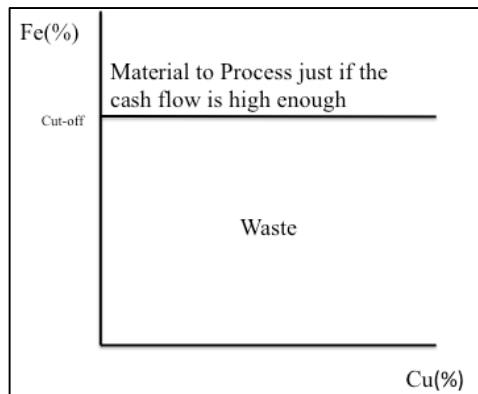 Fe(%)
Material to Process just if the
cash flow is high enough
Cut-off
Waste
Cu(%)